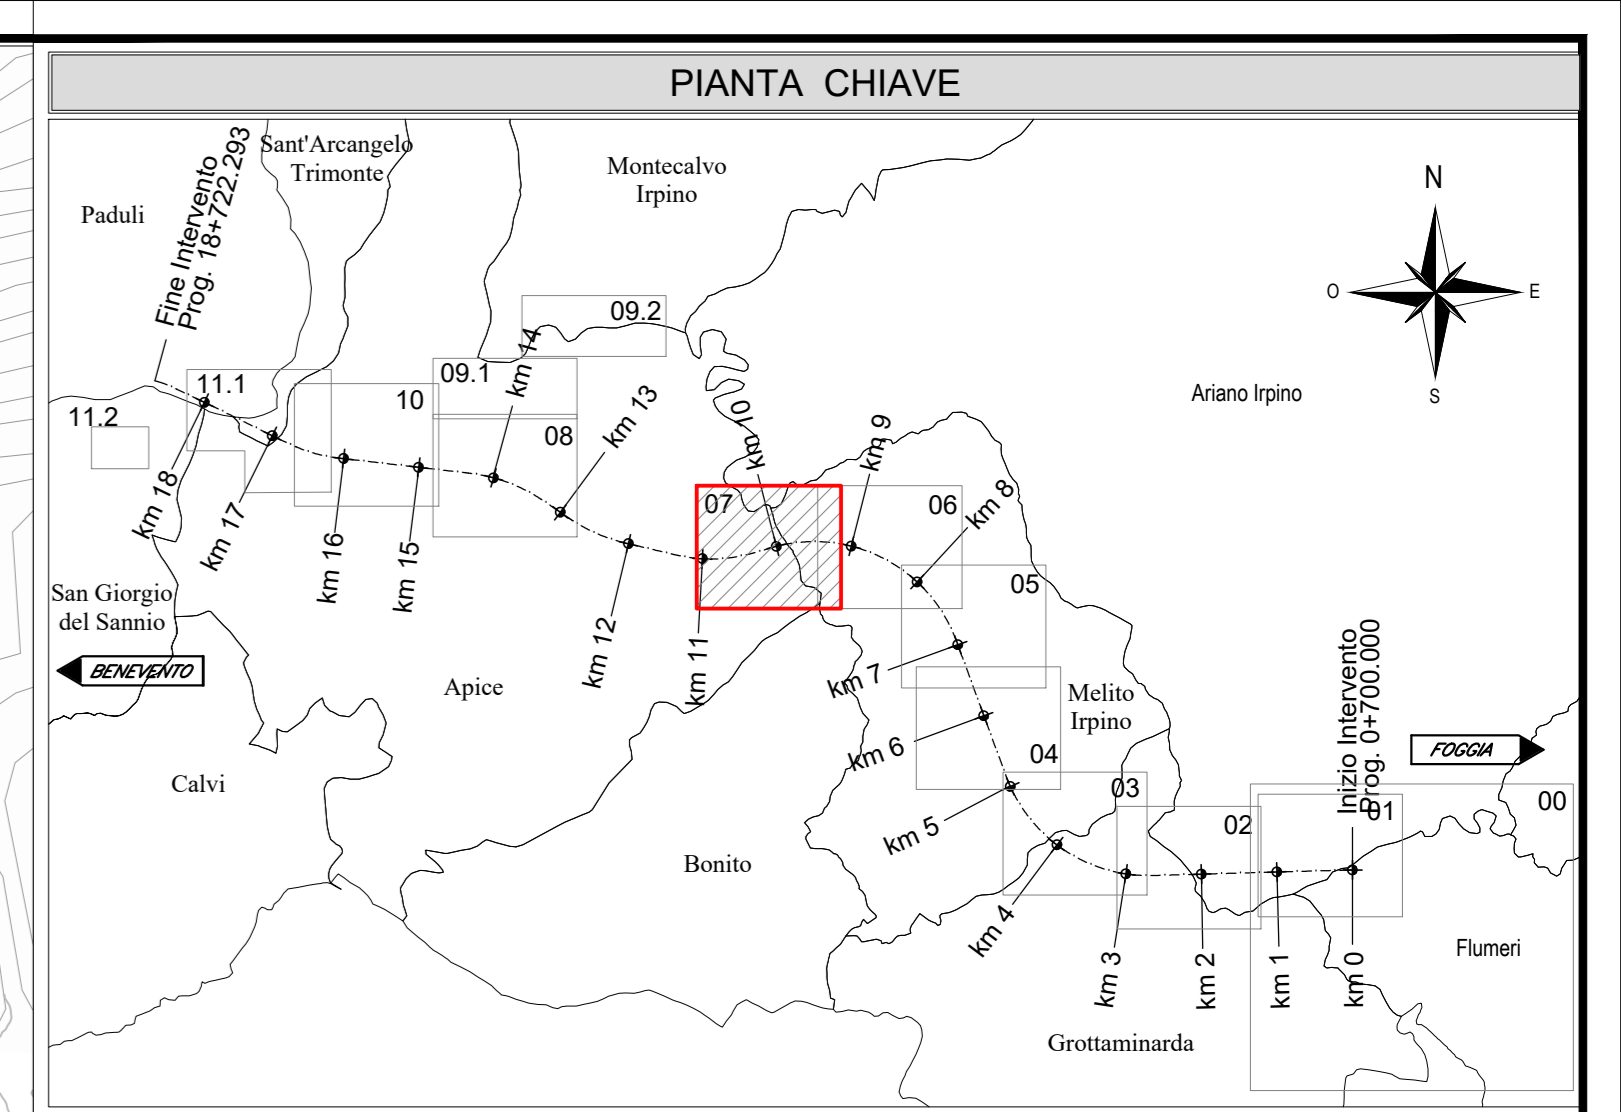 PIANTA CHIAVE
Sant'Arcangelo
Trimonte
Montecalvo
Irpino
Paduli
Fine Intervento
Prog. 18+722.293
N
O
E
S
09.2
Ariano Irpino
11.1
09.1
km 14
10
11.2
08
km 13
km 10
km 9
km 18
km 17
07
06
km 8
km 16
km 15
05
San Giorgio
del Sannio
km 12
km 11
BENEVENTO
Apice
km 7
Melito
Irpino
Inizio Intervento
Prog. 0+700.000
km 6
04
FOGGIA
Calvi
03
00
01
02
km 5
Bonito
km 4
km 3
km 2
km 1
km 0
Flumeri
Grottaminarda